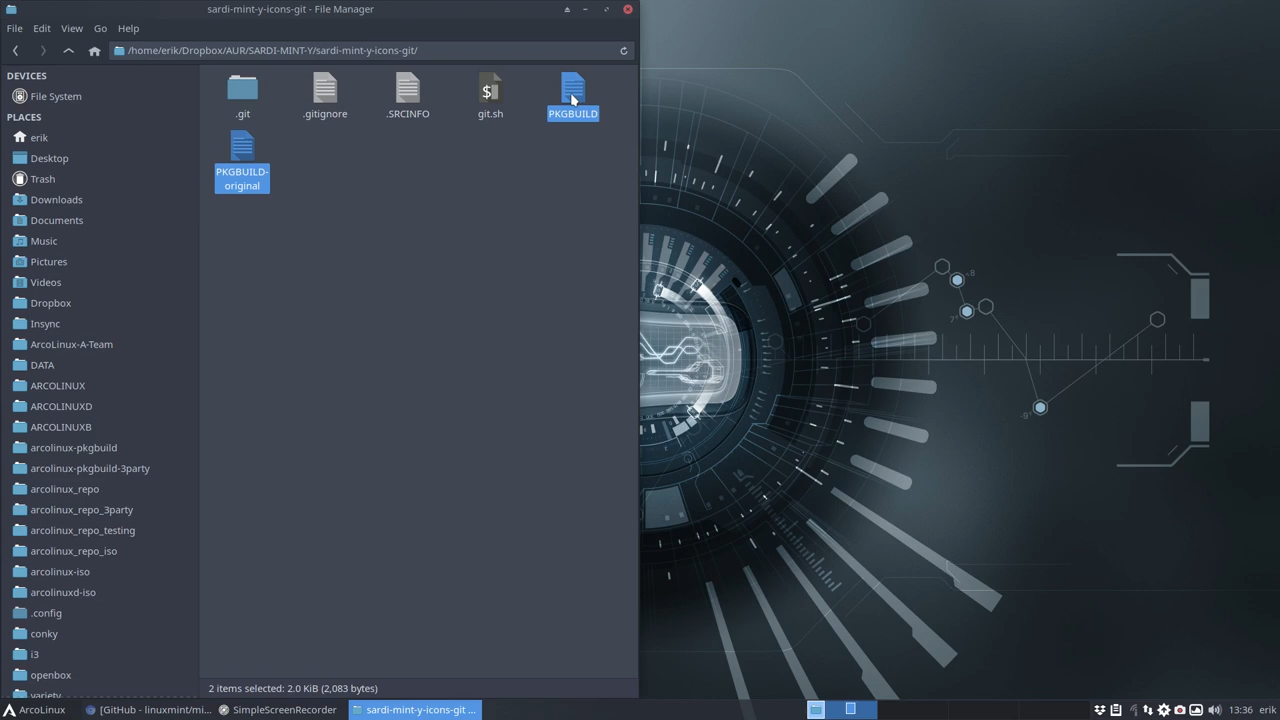 sardi-mint-y-icons-git - File Manager
File Edit View Go Help
/home/erik/Dropbox/AUR/SARDI-MINT-Y/sardi-mint-y-icons-git/
DEVICES
File System
PLACES
erik
Desktop
Trash
Downloads
Documents
Music
Pictures
Videos
Dropbox
Insync
ArcoLinux-A-Team
DATA
ARCOLINUX
ARCOLINUXD
ARCOLINUXB
arcolinux-pkgbuild
arcolinux-pkgbuild-3party
arcolinux_repo
arcolinux_repo_3party
arcolinux_repo_testing
arcolinux_repo_iso
arcolinux-iso
arcolinuxd-iso
.config
conky
i3
openbox
variety
.git
.gitignore
.SRCINFO
git.sh
PKGBUILD
PKGBUILD-
original
2 items selected: 2.0 KiB (2,083 bytes)
ArcoLinux
[GitHub - linuxmint/mi...
SimpleScreenRecorder
sardi-mint-y-icons-git ...
13:36 erik